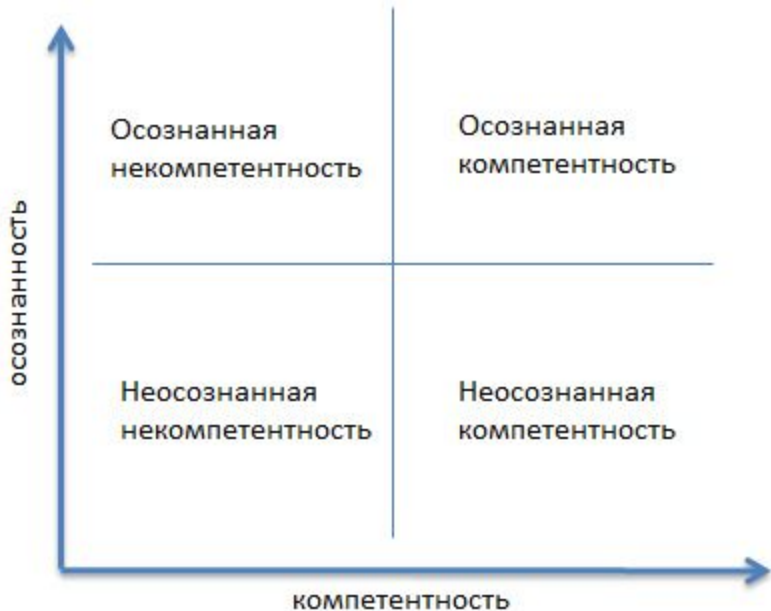 Осознанная
некомпетентность
Осознанная
компетентность
осознанность
Неосознанная
некомпетентность
Неосознанная
компетентность
компетентность